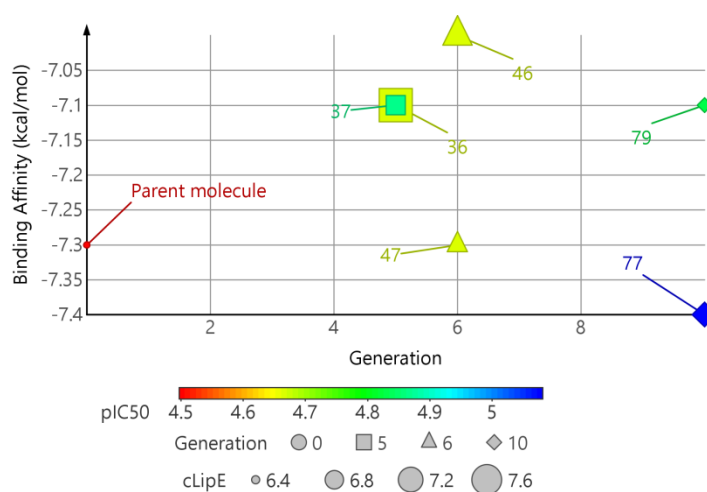 46
-7.05
37
-7.1
36
79
-7.15
-7.2
Parent molecule
-7.25
-7.3
47
77
-7.35
-7.4
Binding Affinity (kcal/mol)
2 4 6 8
Generation
pIC50 4.5 4.6 4.7 4.8 4.9 5
Generation 0 5 6 10
cLipE 6.4 6.8 7.2 7.6